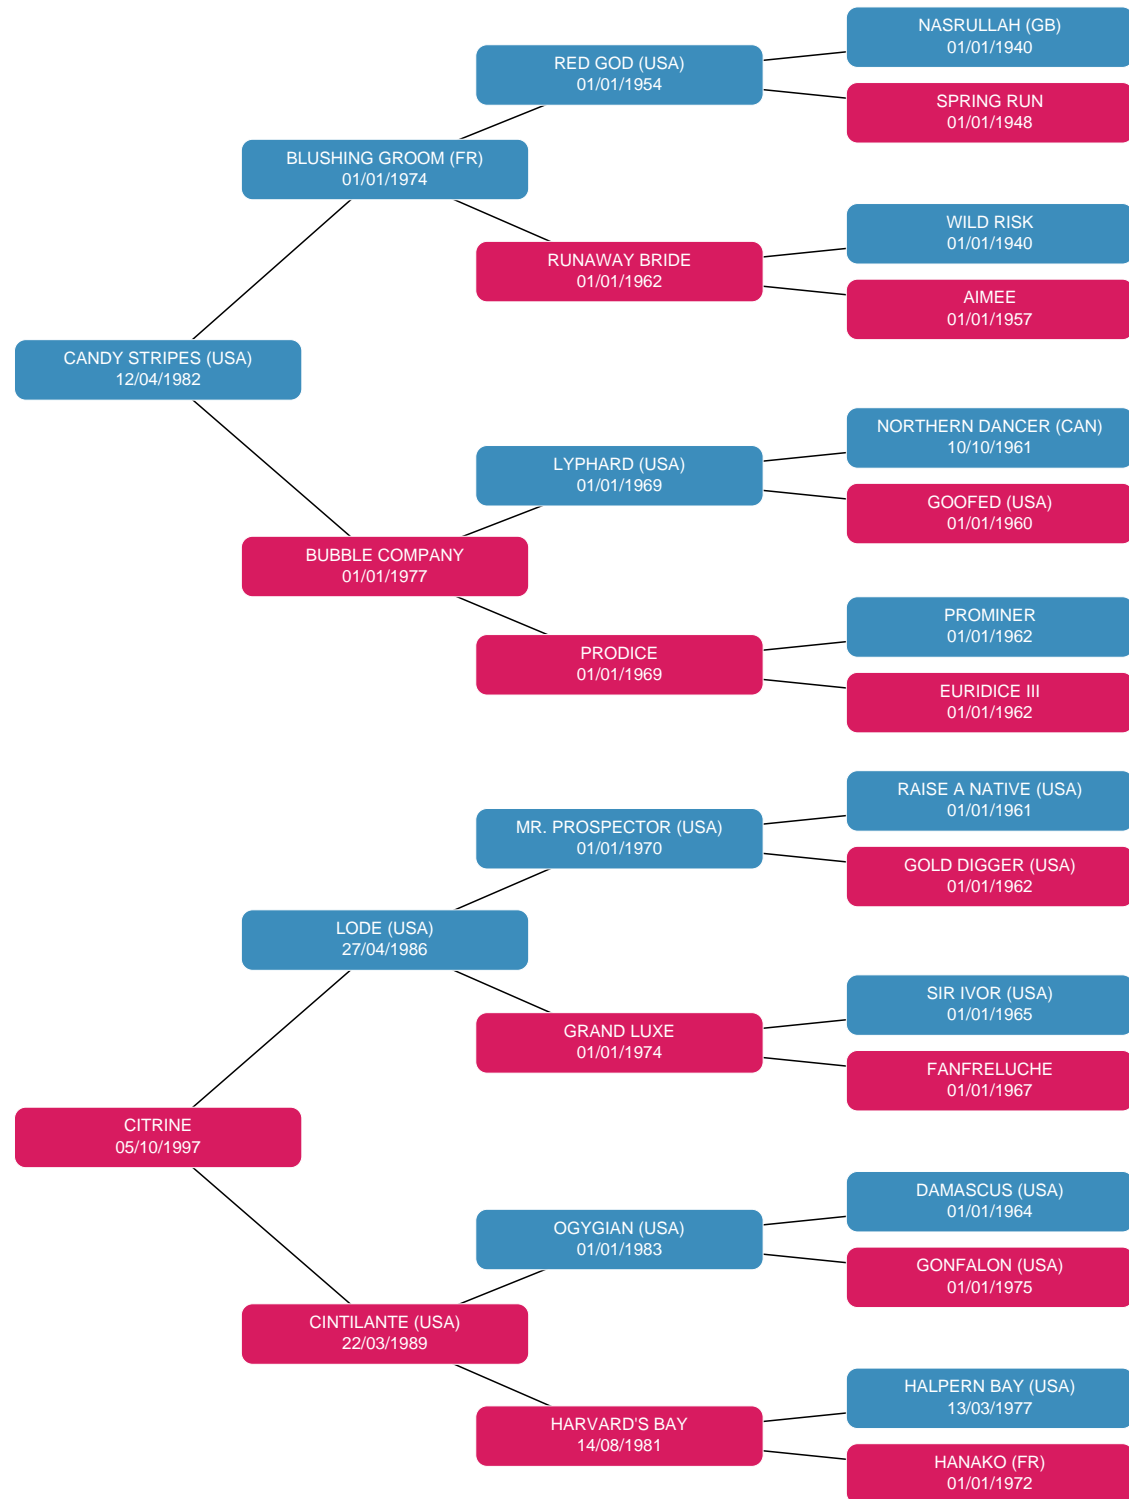 NASRULLAH (GB)
01/01/1940
RED GOD (USA)
01/01/1954
SPRING RUN
01/01/1948
BLUSHING GROOM (FR)
01/01/1974
WILD RISK
01/01/1940
RUNAWAY BRIDE
01/01/1962
AIMEE
01/01/1957
CANDY STRIPES (USA)
12/04/1982
NORTHERN DANCER (CAN)
10/10/1961
LYPHARD (USA)
01/01/1969
GOOFED (USA)
01/01/1960
BUBBLE COMPANY
01/01/1977
PROMINER
01/01/1962
PRODICE
01/01/1969
EURIDICE III
01/01/1962
RAISE A NATIVE (USA)
01/01/1961
MR. PROSPECTOR (USA)
01/01/1970
GOLD DIGGER (USA)
01/01/1962
LODE (USA)
27/04/1986
SIR IVOR (USA)
01/01/1965
GRAND LUXE
01/01/1974
FANFRELUCHE
01/01/1967
CITRINE
05/10/1997
DAMASCUS (USA)
01/01/1964
OGYGIAN (USA)
01/01/1983
GONFALON (USA)
01/01/1975
CINTILANTE (USA)
22/03/1989
HALPERN BAY (USA)
13/03/1977
HARVARD'S BAY
14/08/1981
HANAKO (FR)
01/01/1972